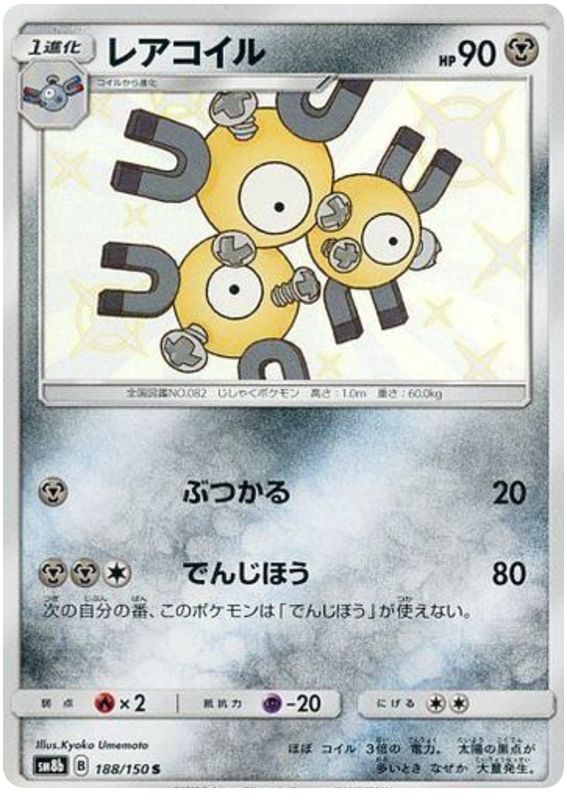 1進化
レアコイル
HP 90
コイルから進化
全国図鑑NO.082 じしゃくポケモン 高さ:1.0m 重さ:60.0kg
ぶつかる 20
でんじほう 80
次の自分の番、このポケモンは「でんじほう」が使えない。
弱点 ×2 抵抗力 -20 にげる
Illus.Kyoko Umemoto
ほぼ コイル 3倍の 電力。 太陽の黒点が
多いとき なぜか 大量発生。
SM8b B 188/150 S